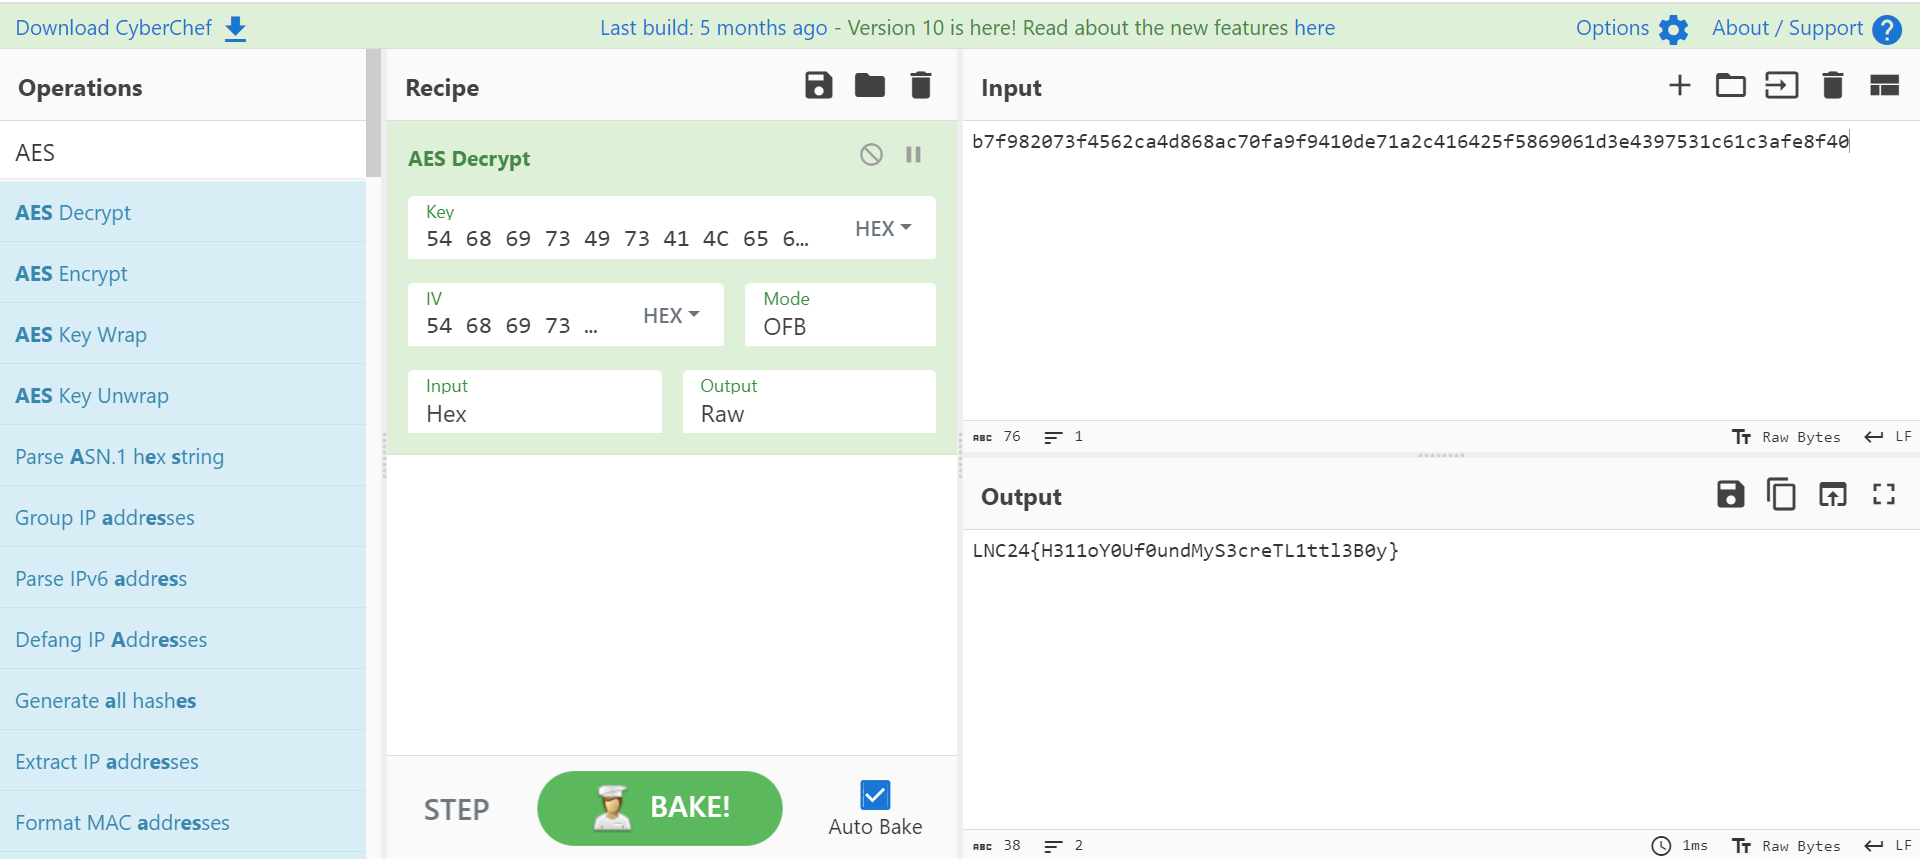 Download CyberChef
Last build: 5 months ago - Version 10 is here! Read about the new features here
Options
About / Support
Operations
AES
AES Decrypt
AES Encrypt
AES Key Wrap
AES Key Unwrap
Parse ASN.1 hex string
Group IP addresses
Parse IPv6 address
Defang IP Addresses
Generate all hashes
Extract IP addresses
Format MAC addresses
Recipe
AES Decrypt
Key
54 68 69 73 49 73 41 4C 65 6...
HEX
IV
54 68 69 73 ...
HEX
Mode
OFB
Input
Hex
Output
Raw
STEP
BAKE!
Auto Bake
Input
b7f982073f4562ca4d868ac70fa9f9410de71a2c416425f5869061d3e4397531c61c3afe8f40
ABC 76
1
Tт Raw Bytes
LF
Output
LNC24{H311oY0Uf0undMyS3creTL1ttl3B0y}
ABC 38
2
1ms
Tт Raw Bytes
LF